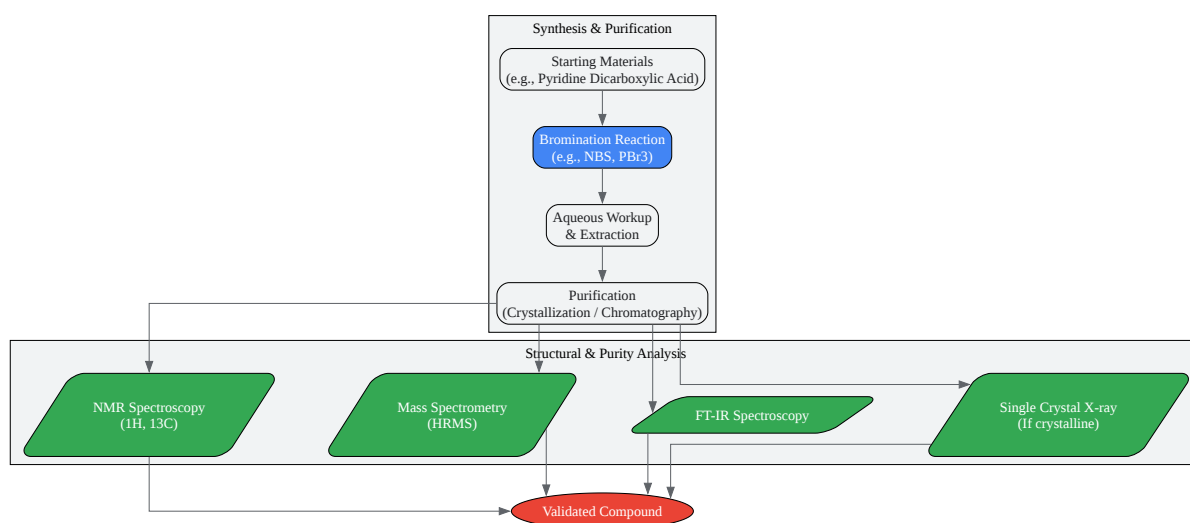 Synthesis & Purification
Starting Materials
(e.g., Pyridine Dicarboxylic Acid)
Bromination Reaction
(e.g., NBS, PBr3)
Aqueous Workup
& Extraction
Purification
(Crystallization / Chromatography)
Structural & Purity Analysis
NMR Spectroscopy
(1H, 13C)
Mass Spectrometry
(HRMS)
FT-IR Spectroscopy
Single Crystal X-ray
(If crystalline)
Validated Compound